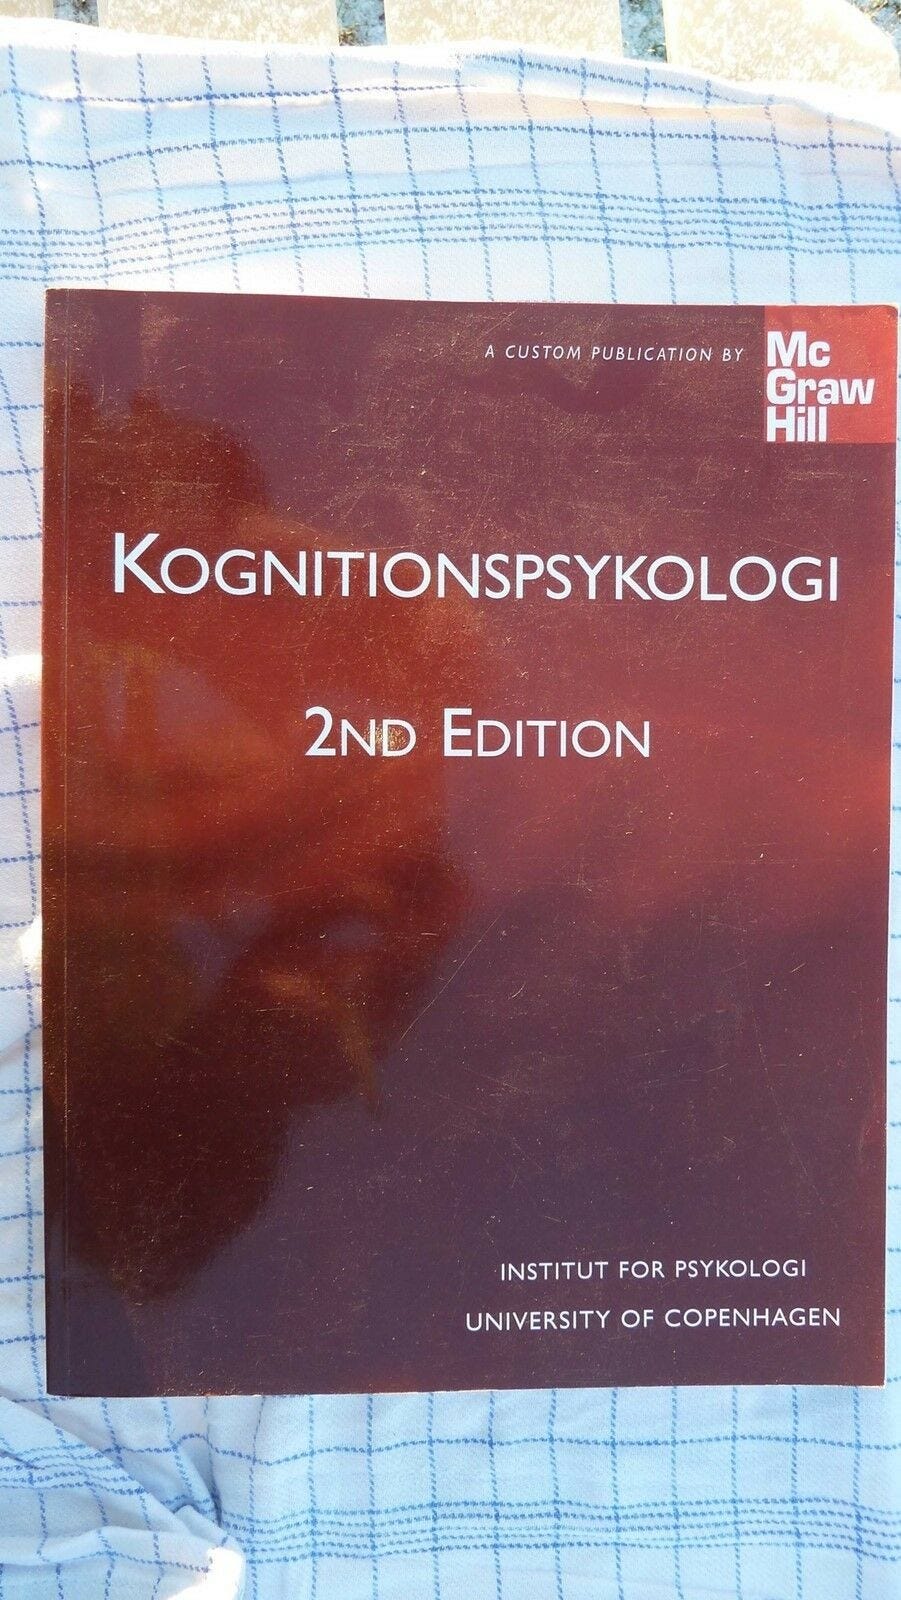 A CUSTOM PUBLICATION BY
Mc
Graw
Hill
KOGNITIONSPSYKOLOGI
2ND EDITION
INSTITUT FOR PSYKOLOGI
UNIVERSITY OF COPENHAGEN